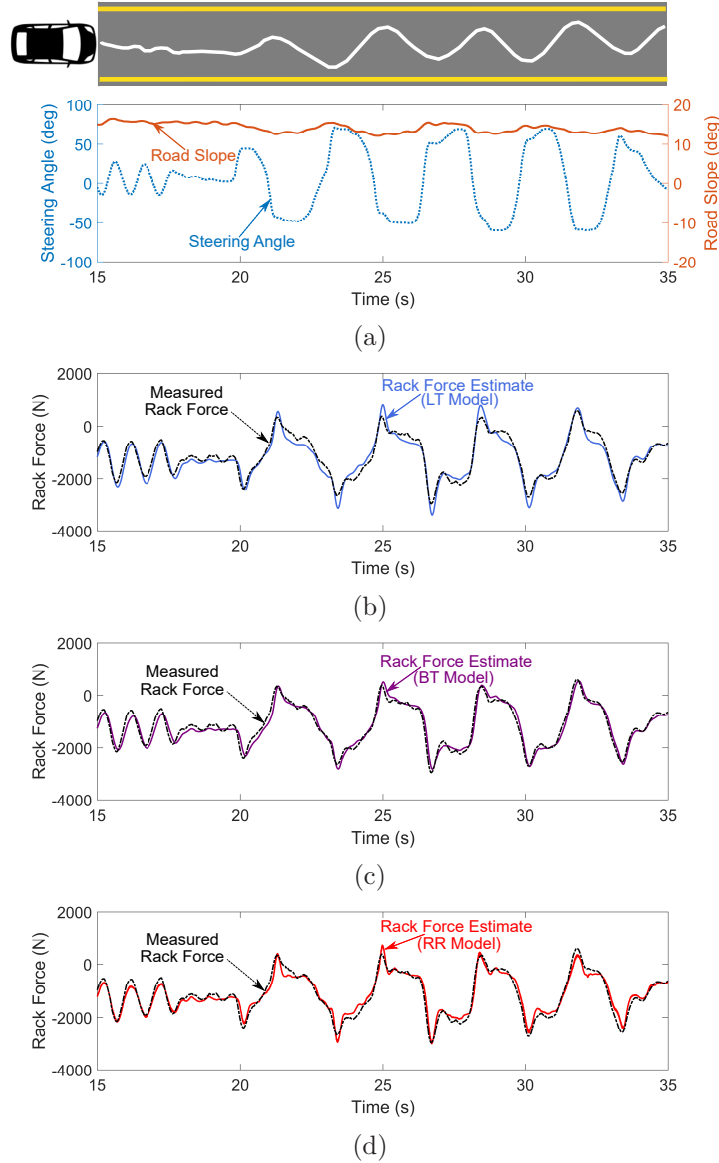 100
50
0
-50
-100
Steering Angle (deg)
Road Slope
Steering Angle
20
10
0
-10
-20
Road Slope (deg)
15 20 25 30 35
Time (s)
(a)
2000
0
-2000
-4000
Rack Force (N)
Measured
Rack Force
Rack Force Estimate
(LT Model)
15 20 25 30 35
Time (s)
(b)
2000
0
-2000
-4000
Rack Force (N)
Measured
Rack Force
Rack Force Estimate
(BT Model)
15 20 25 30 35
Time (s)
(c)
2000
0
-2000
-4000
Rack Force (N)
Measured
Rack Force
Rack Force Estimate
(RR Model)
15 20 25 30 35
Time (s)
(d)